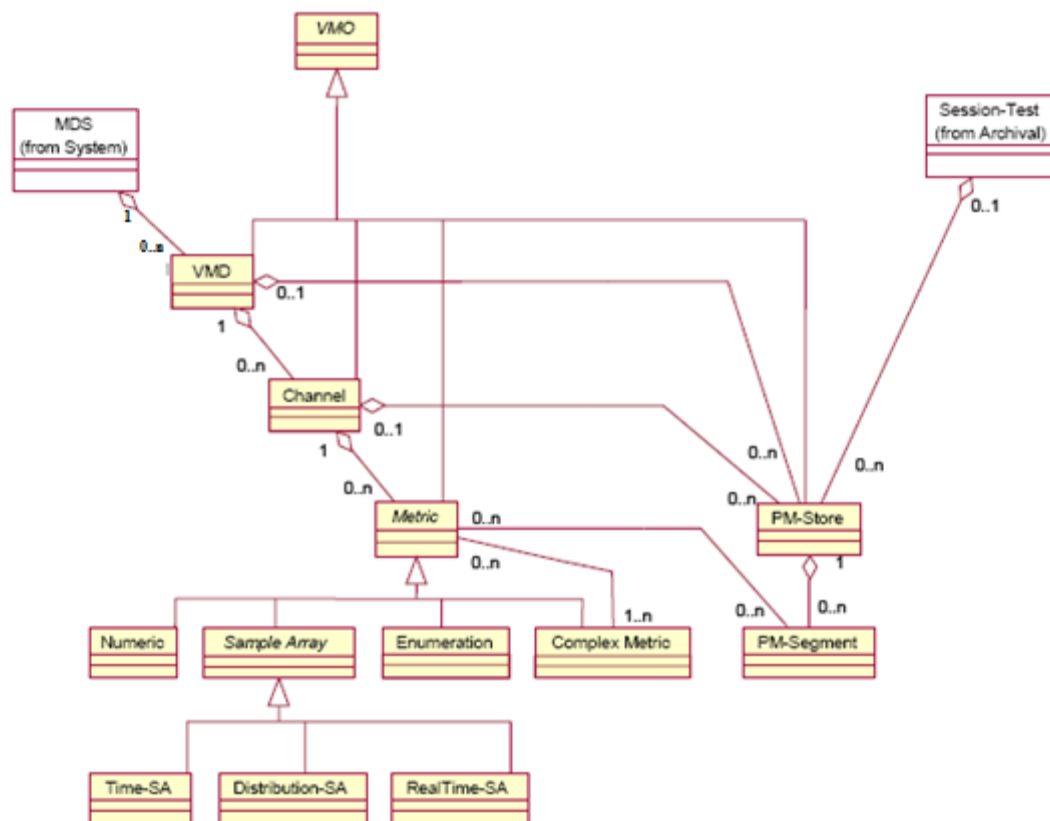 VMO
MDS
(from System)
Session-Test
(from Archival)
1
0..1
0..n
VMD
0..1
1
0..n
Channel
0..1
1
0..n
0..n
0..n
0..n
Metric
0..n
PM-Store
0..n
1
1..n
0..n
0..n
Numeric
Sample Array
Enumeration
Complex Metric
PM-Segment
Time-SA
Distribution-SA
RealTime-SA